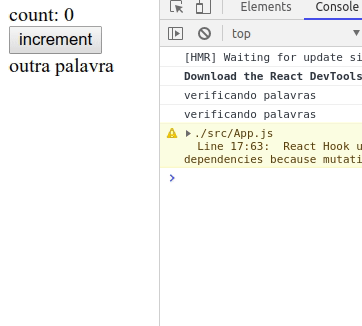 count: 0
increment
outra palavra
Elements Console
top
[HMR] Waiting for update si
Download the React DevTools
verificando palavras
verificando palavras
./src/App.js
Line 17:63: React Hook u
dependencies because mutati